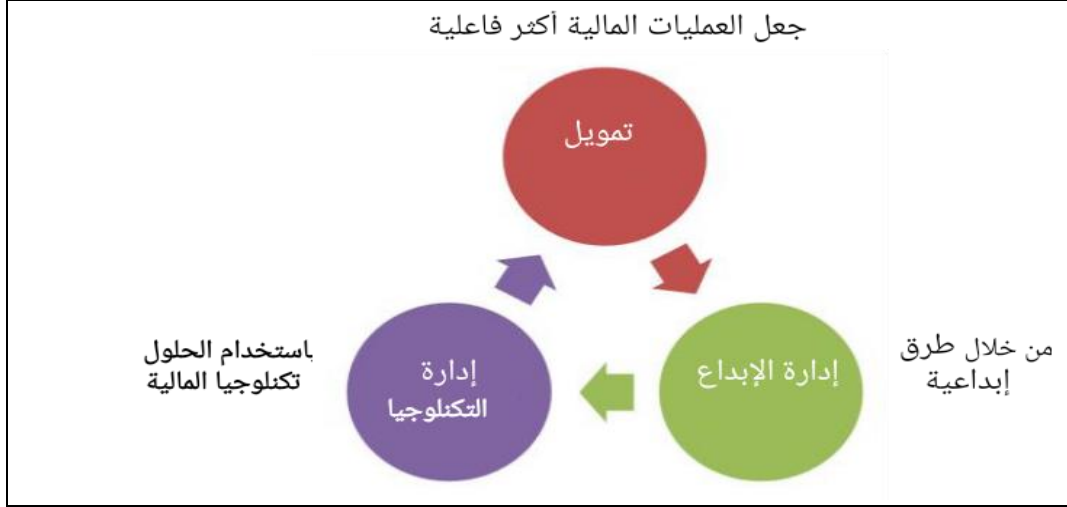 جعل العمليات المالية أكثر فاعلية
تمويل
إدارة الإبداع
من خلال طرق
إبداعية
إدارة
التكنلوجيا
باستخدام الحلول
تكنلوجيا المالية